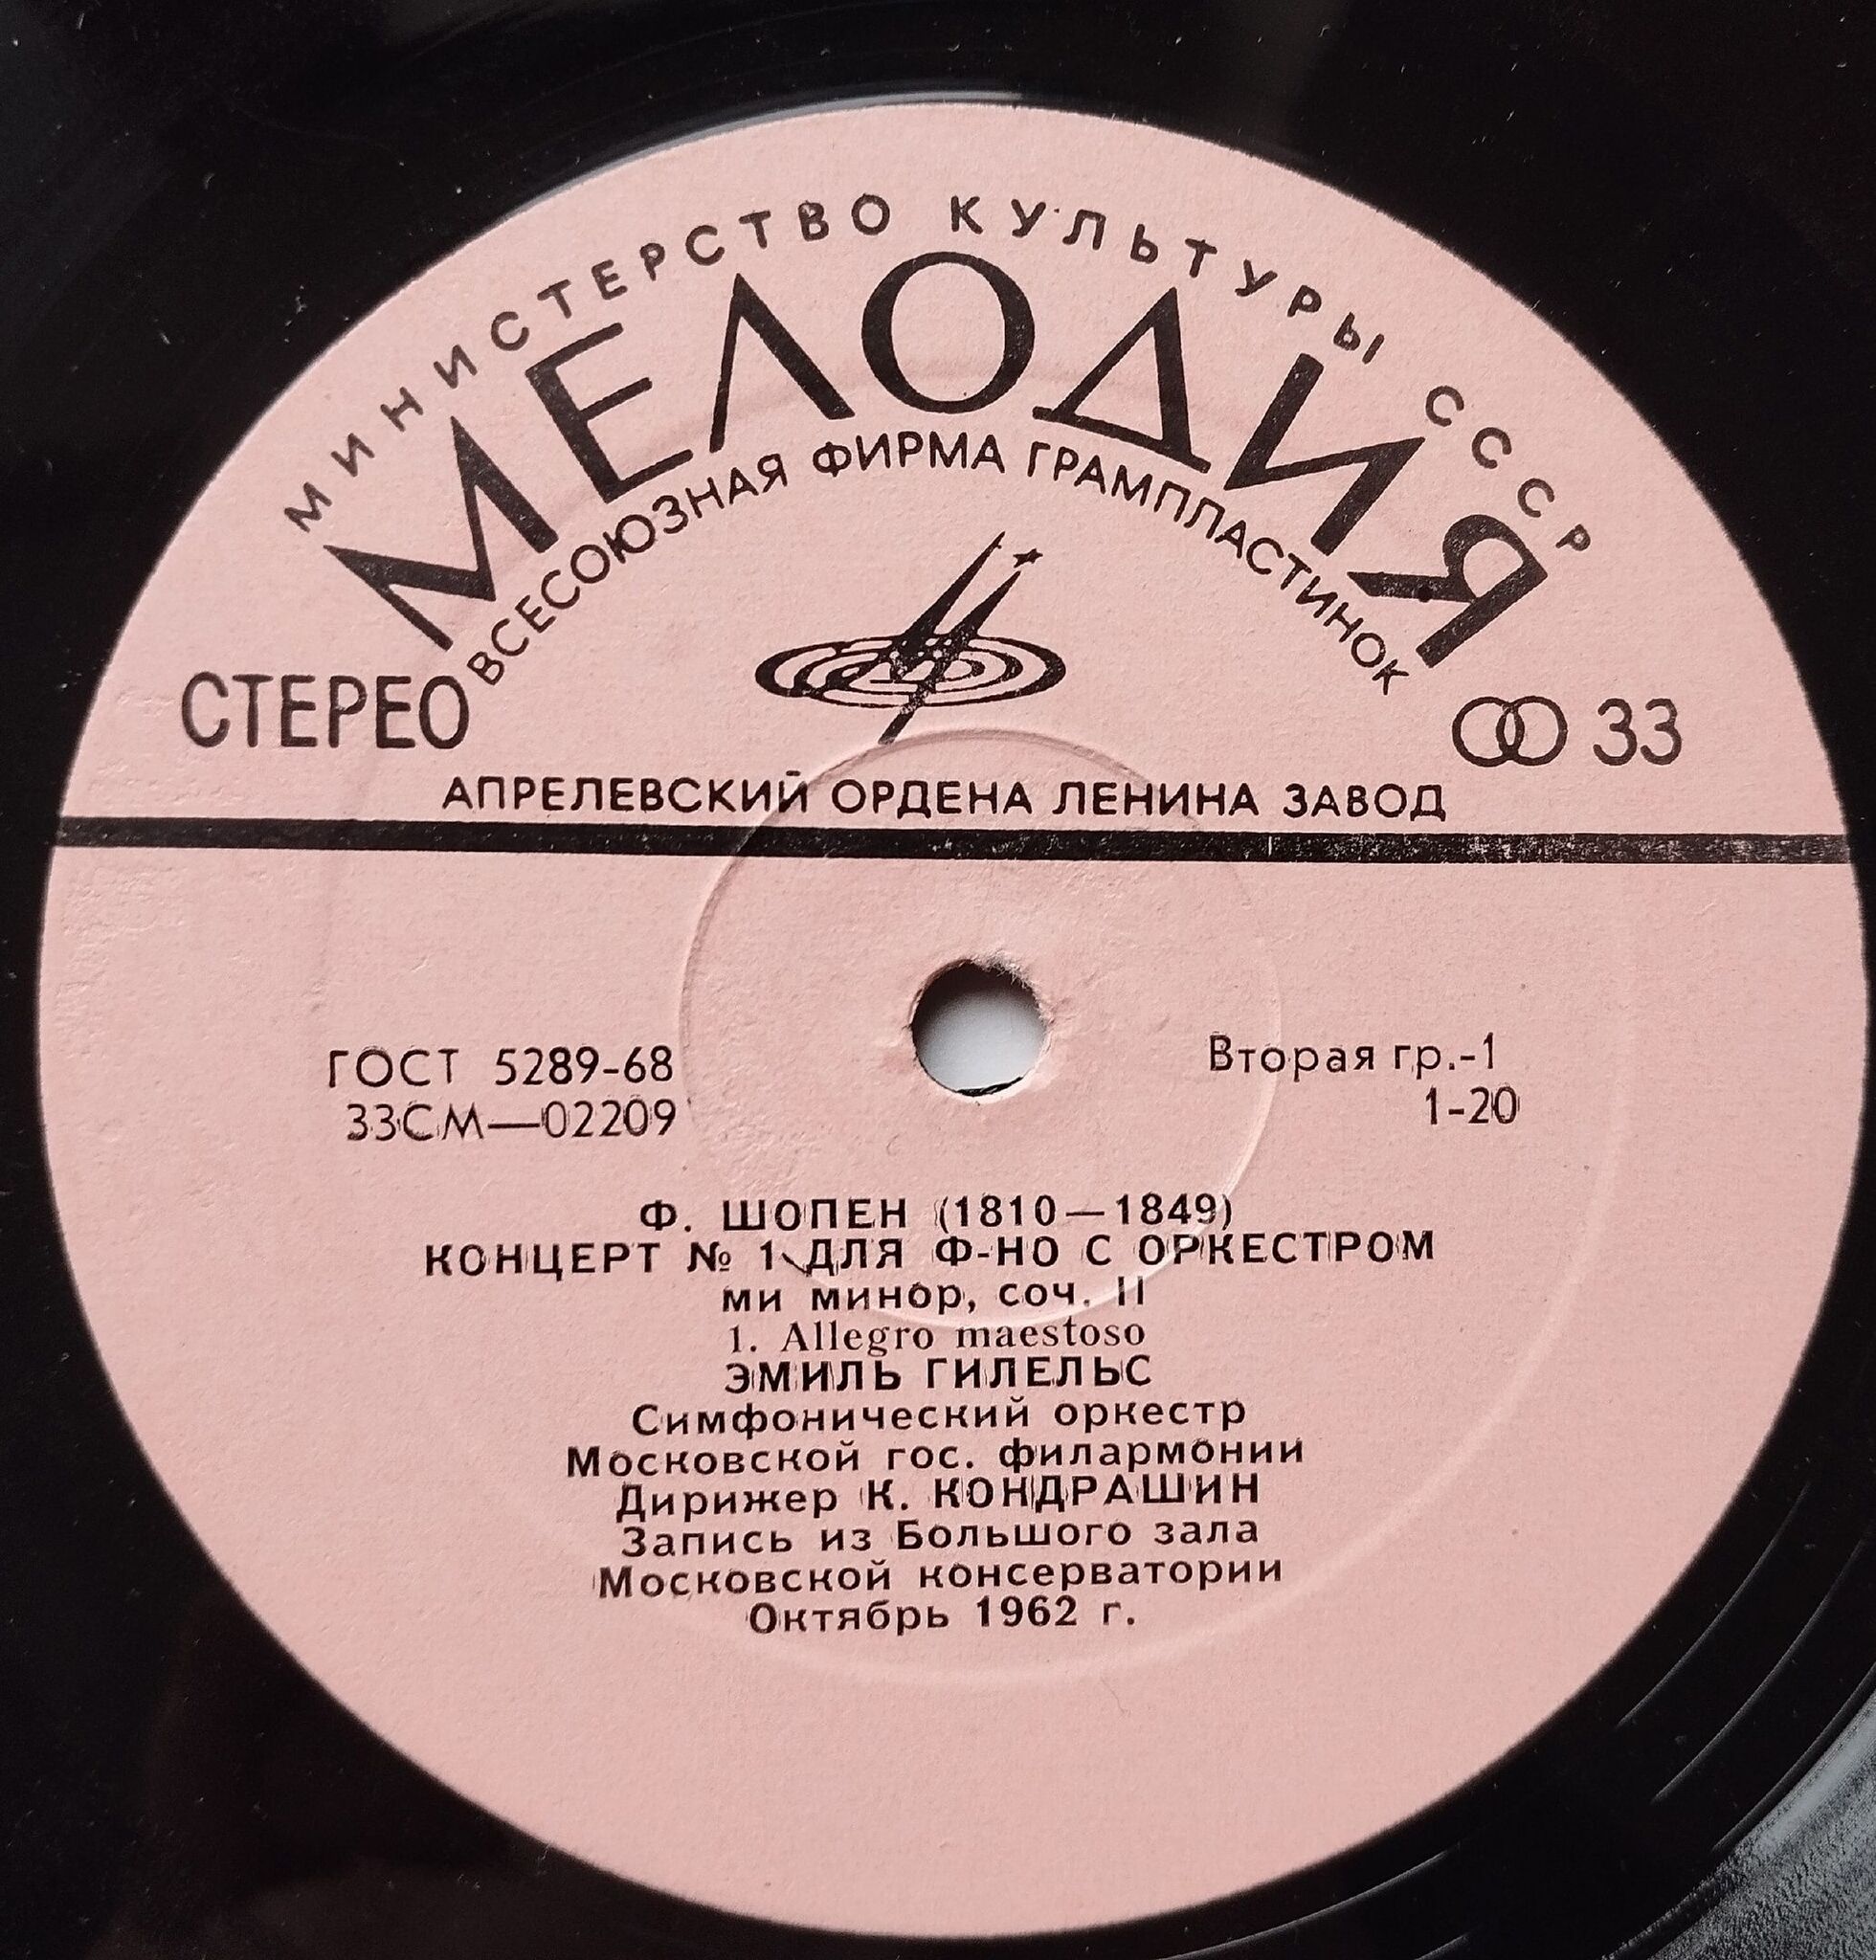 МИНИСТЕРСТВО КУЛЬТУРЫ СССР
МЕЛОДИЯ
ВСЕСОЮЗНАЯ ФИРМА ГРАМПЛАСТИНОК
СТЕРЕО
33
АПРЕЛЕВСКИЙ ОРДЕНА ЛЕНИНА ЗАВОД
ГОСТ 5289-68
Вторая гр.-1
33СМ—02209
1-20
Ф. ШОПЕН (1810—1849)
КОНЦЕРТ № 1 ДЛЯ Ф-НО С ОРКЕСТРОМ
ми минор, соч. II
1. Allegro maestoso
ЭМИЛЬ ГИЛЕЛЬС
Симфонический оркестр
Московской гос. филармонии
Дирижер К. КОНДРАШИН
Запись из Большого зала
Московской консерватории
Октябрь 1962 г.